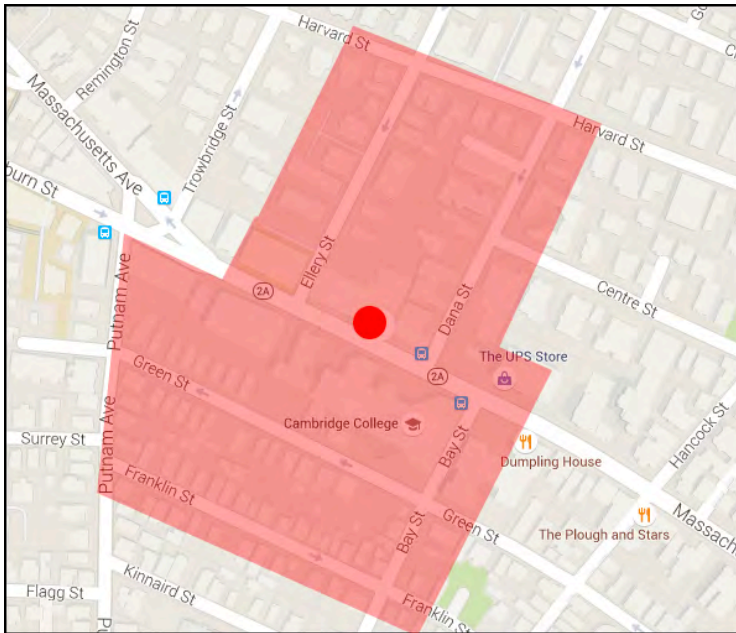 Harvard St
Remington St
Massachusetts Ave
Trowbridge St
burn St
Harvard St
Ellery St
2A
Dana St
Centre St
Putnam Ave
The UPS Store
2A
Green St
Cambridge College
Bay St
Hancock St
Surrey St
Putnam Ave
Dumpling House
Franklin St
Green St
Massach
The Plough and Stars
Bay St
Kinnaird St
Flagg St
Franklin St
Pu